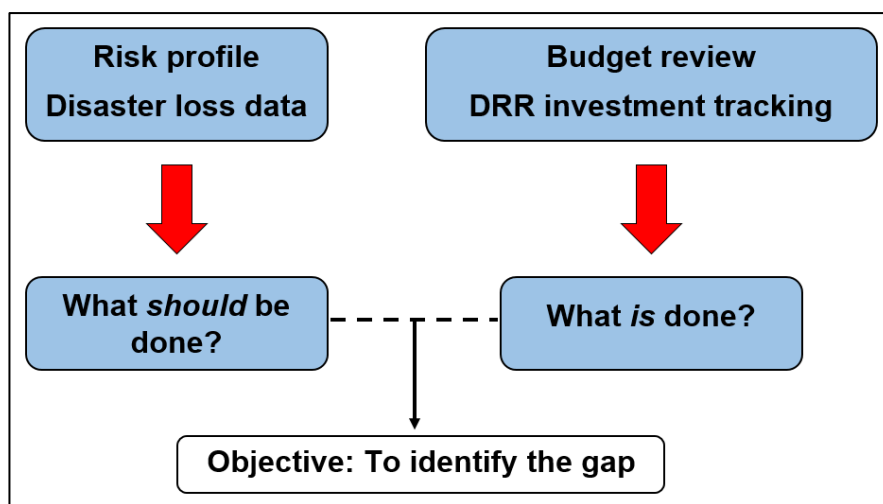 Risk profile
Disaster loss data
Budget review
DRR investment tracking
What should be
done?
What is done?
Objective: To identify the gap